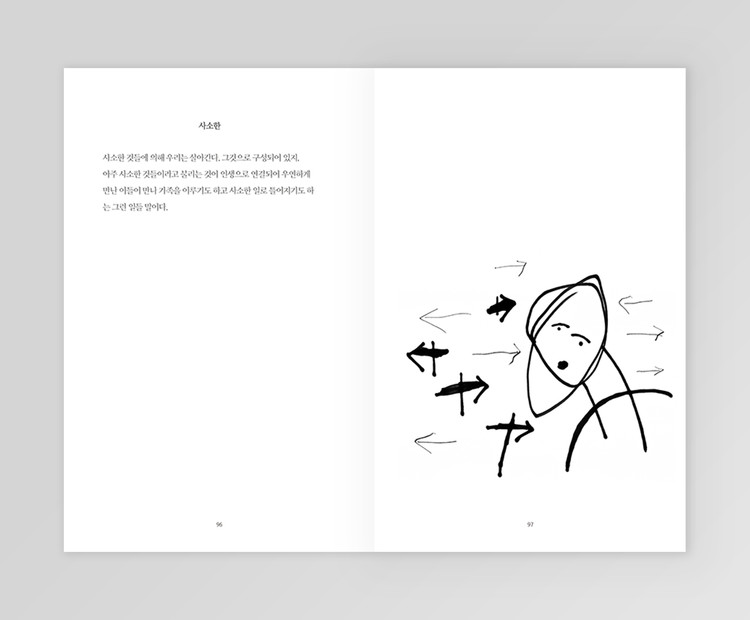 사소한
사소한 것들에 의해 우리는 살아간다. 그것으로 구성되어 있지.
아주 사소한 것들이라고 불리는 것이 인생으로 연결되어 우연하게
만난 이들이 만나 가족을 이루기도 하고 사소한 일로 틀어지기도 하
는 그런 일들 말이다.
96
97